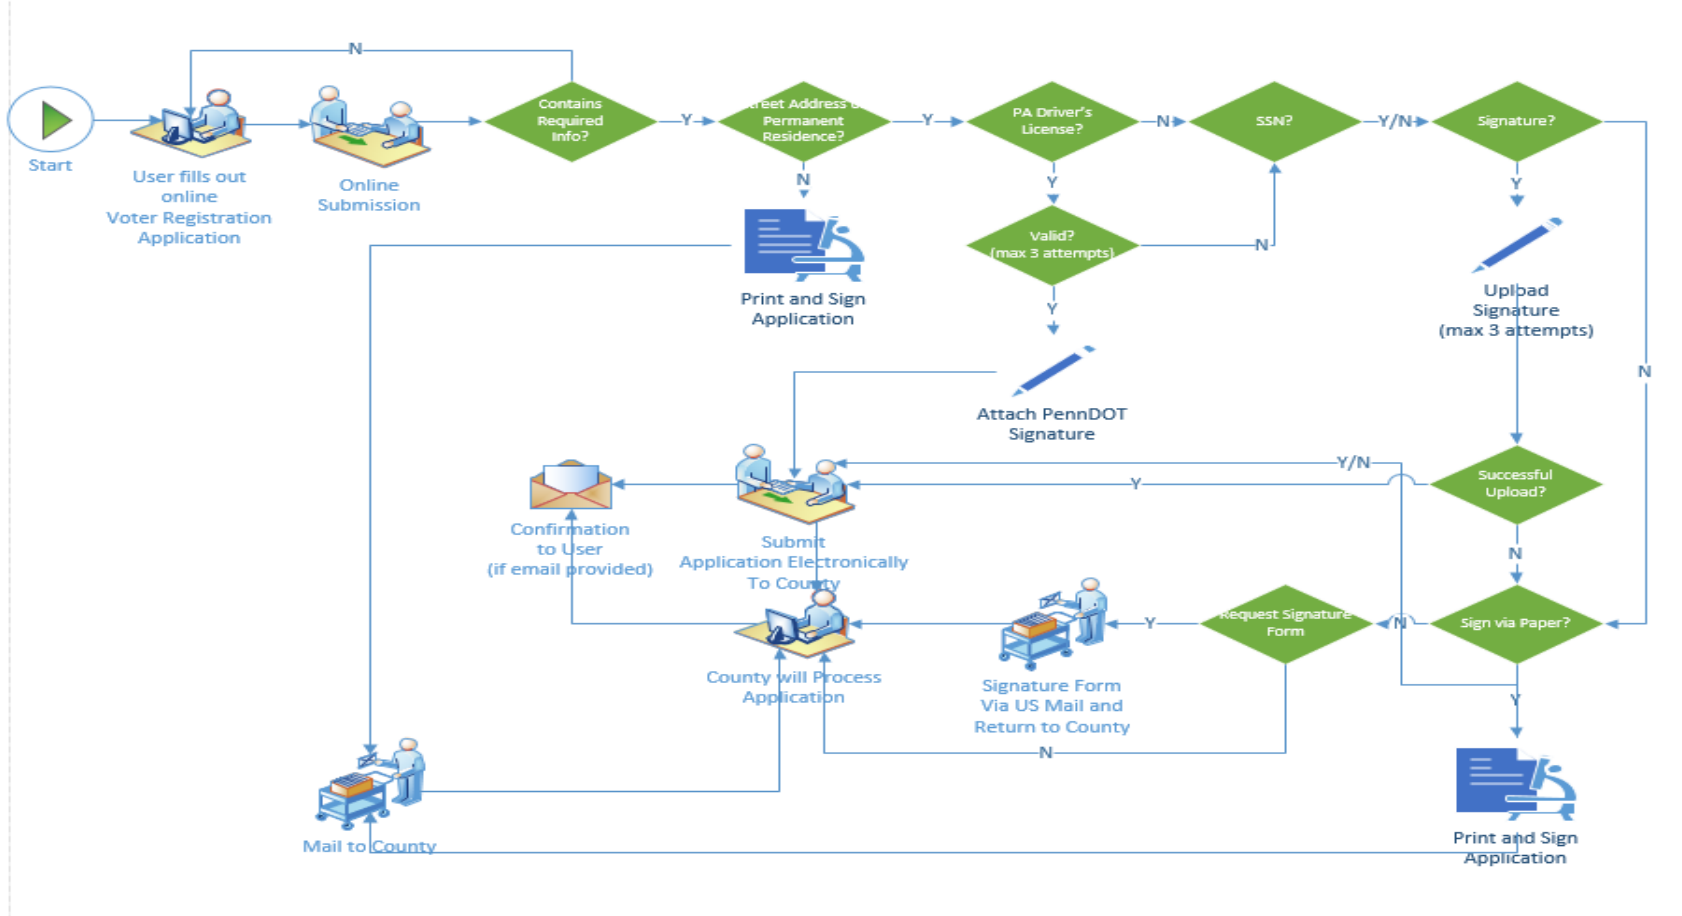 N
Start
User fills out
online
Voter Registration
Application
Online
Submission
Contains
Required
Info?
Y
Address
Permanent
Residence?
Y
N
Print and Sign
Application
PA Driver's
License?
N
Y
Valid?
(max 3 attempts)
N
Y
Attach PennDOT
Signature
SSN?
Y/N
Signature?
Y
N
Upload
Signature
(max 3 attempts)
Successful
Upload?
Y/N
Y
N
Confirmation
to User
(if email provided)
Submit
Application Electronically
To County
County will Process
Application
Signature Form
Via US Mail and
Return to County
Y
Request Signature
Form
N
Sign via Paper?
N
Y
Print and Sign
Application
Mail to County